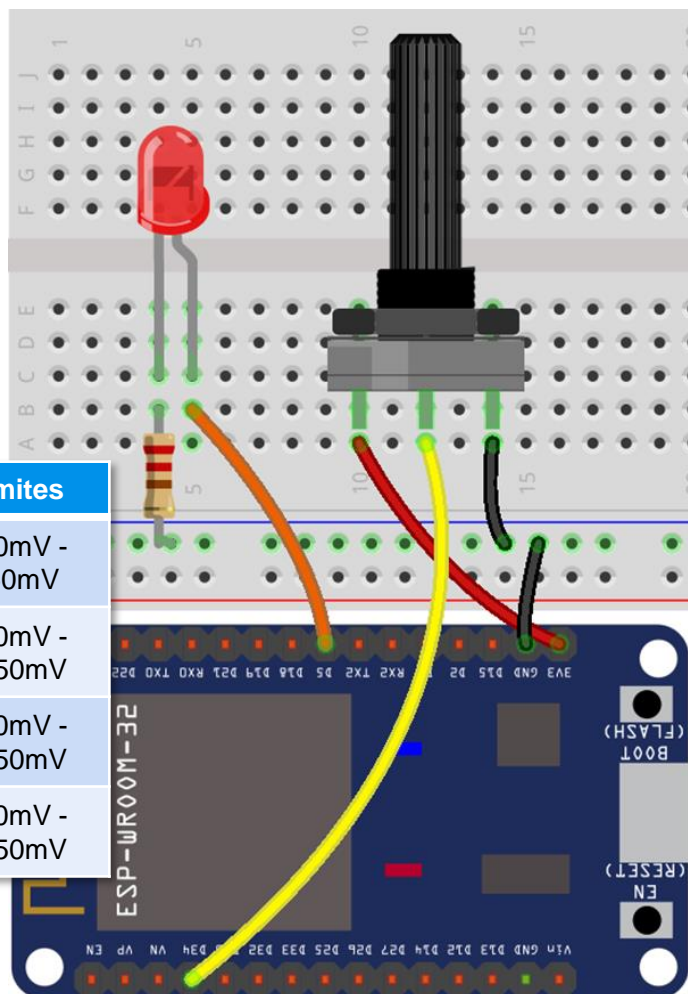 1 5 10 15
J
I
H
G
F
E
D
C
B
A
5 10 15
mites
0mV -
0mV
0mV -
50mV
0mV -
50mV
0mV -
50mV
D22 TX0 RX0 D21 D19 D18 D5 TX2 RX2 D2 D15 GND 3V3
(FLASH)
BOOT
ESP-WROOM-32
(RESET)
EN
EN VP VN D34 D32 D33 D25 D26 D27 D14 D12 D13 GND Vin